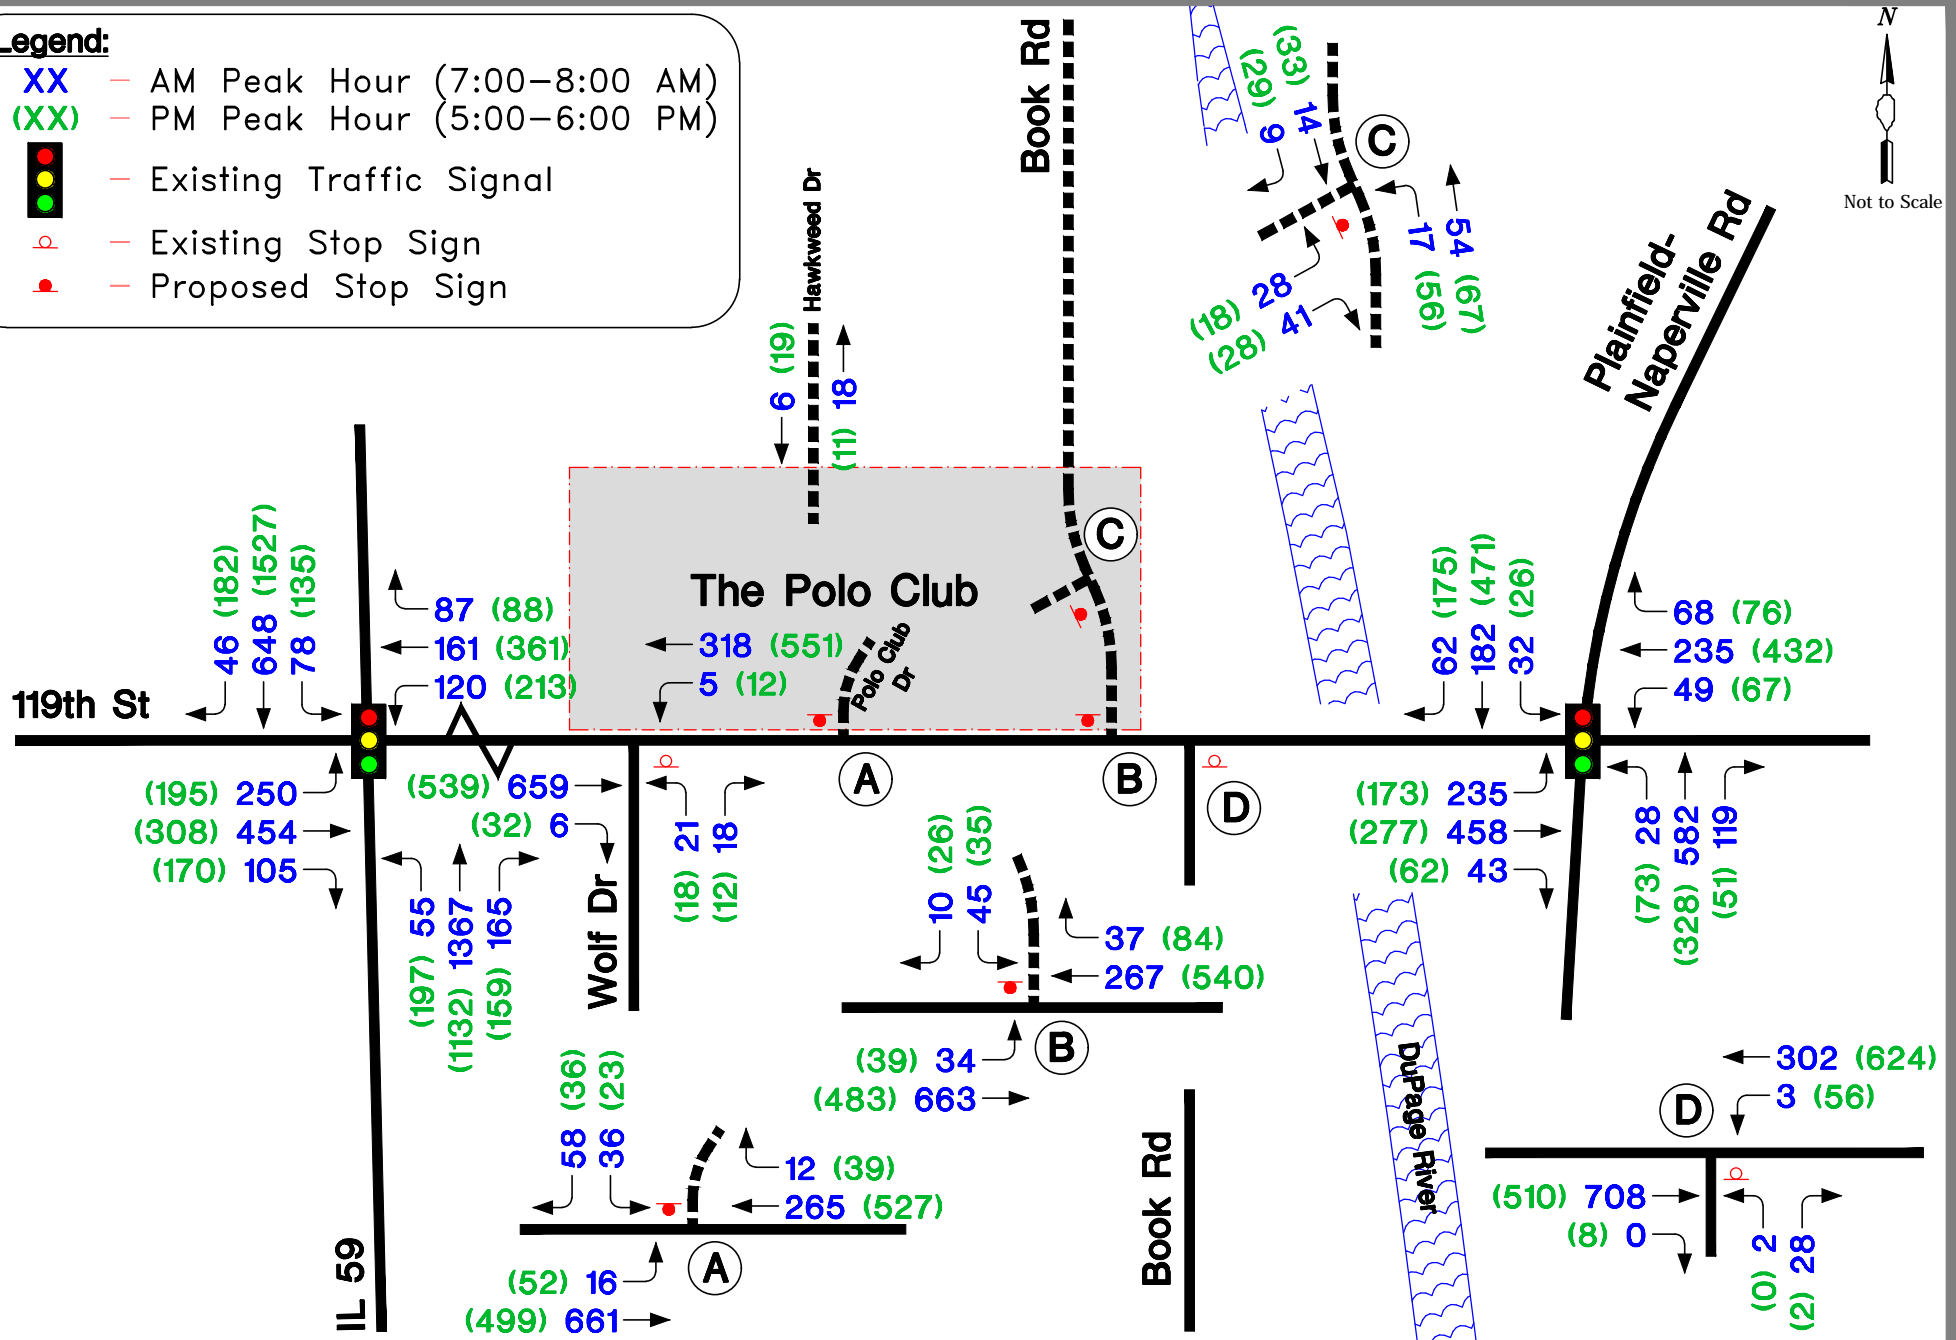 Legend:
XX — AM Peak Hour (7:00-8:00 AM)
(XX) — PM Peak Hour (5:00-6:00 PM)
— Existing Traffic Signal
— Existing Stop Sign
— Proposed Stop Sign
N
Not to Scale
Book Rd
Hawkweed Dr
6 (19)
(11) 18
(33) 14
(29) 9
C
17 (56)
54 (67)
(18) 28
(28) 41
Plainfield-
Naperville Rd
C
The Polo Club
Polo Club
Dr
46 (182)
648 (1527)
78 (135)
87 (88)
161 (361)
120 (213)
318 (551)
5 (12)
62 (175)
182 (471)
32 (26)
68 (76)
235 (432)
49 (67)
119th St
(195) 250
(308) 454
(170) 105
(197) 55
(1132) 1367
(159) 165
(539) 659
(32) 6
Wolf Dr
(18) 21
(12) 18
A
B
D
(173) 235
(277) 458
(62) 43
(73) 28
(328) 582
(51) 119
10 (26)
45 (35)
37 (84)
267 (540)
B
(39) 34
(483) 663
58 (36)
36 (23)
12 (39)
265 (527)
A
(52) 16
(499) 661
IL 59
Book Rd
DuPage River
302 (624)
3 (56)
D
(510) 708
(8) 0
(0) 2
(2) 28